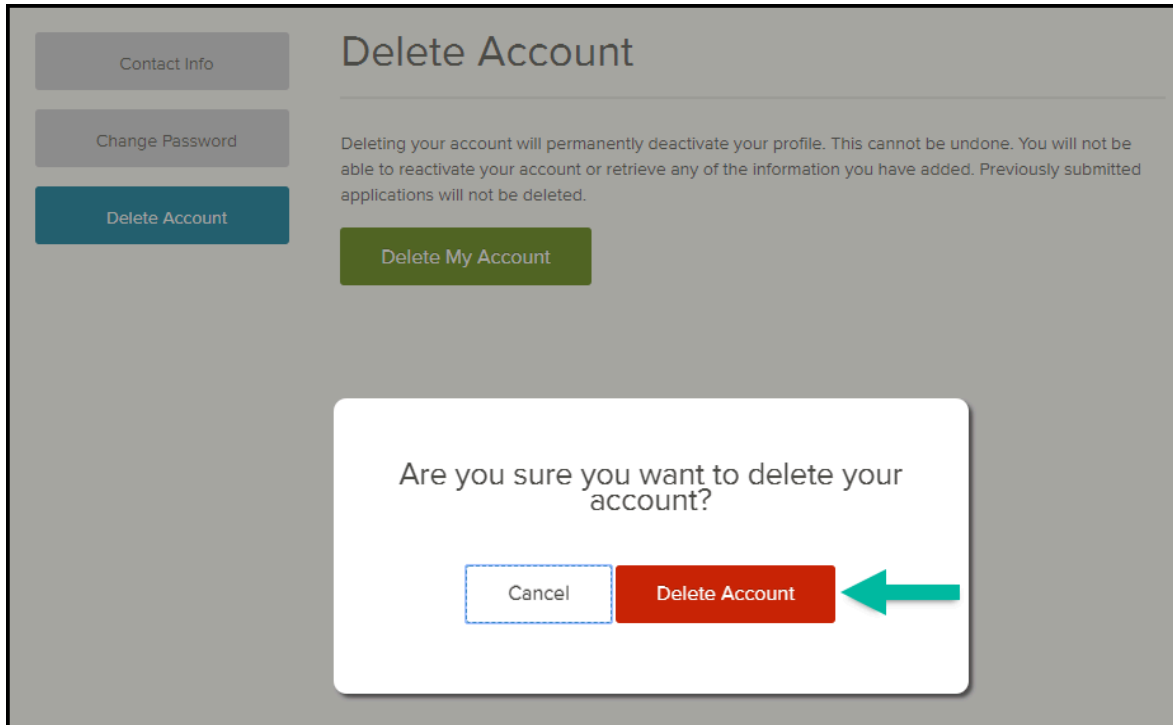 Contact Info
Change Password
Delete Account
Delete Account
Deleting your account will permanently deactivate your profile. This cannot be undone. You will not be
able to reactivate your account or retrieve any of the information you have added. Previously submitted
applications will not be deleted.
Delete My Account
Are you sure you want to delete your
account?
Cancel
Delete Account